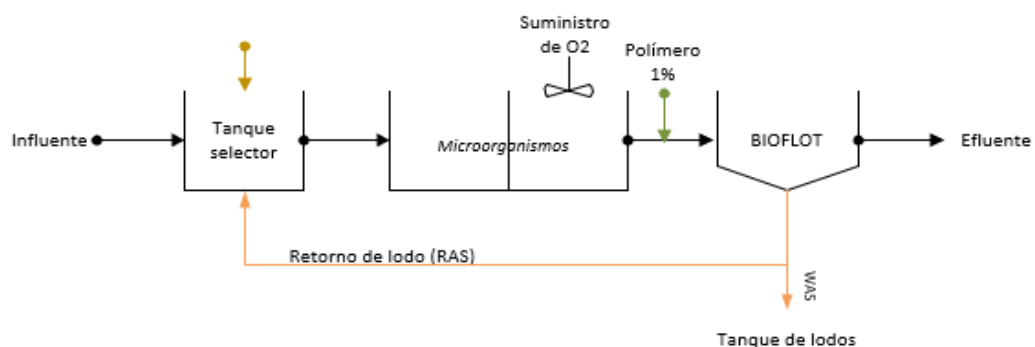 Suministro
de O2
Polímero
1%
Influente
Tanque
selector
Microorganismos
BIOFLOT
Efluente
Retorno de lodo (RAS)
WAS
Tanque de lodos